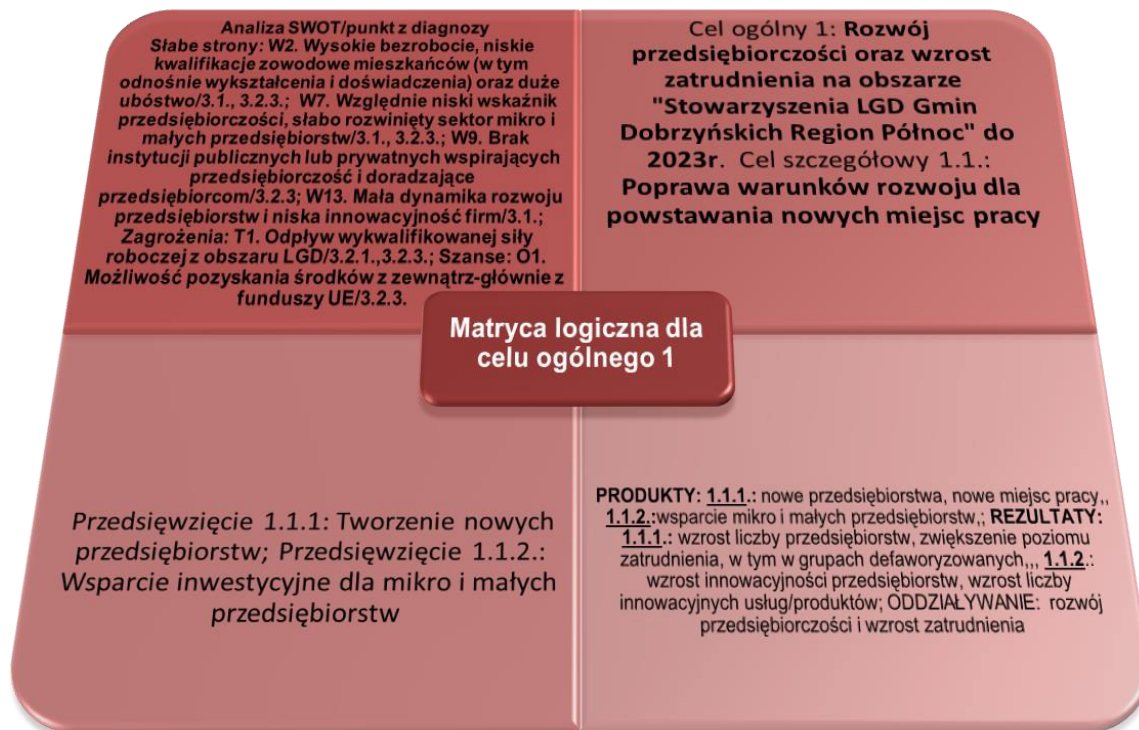 Analiza SWOT/punkt z diagnozy
Słabe strony: W2. Wysokie bezrobocie, niskie
kwalifikacje zowodowe mieszkańców (w tym
odnośnie wykształcenia i doświadczenia) oraz duże
ubóstwo/3.1., 3.2.3.; W7. Względnie niski wskaźnik
przedsiębiorczości, słabo rozwinięty sektor mikro i
małych przedsiębiorstw/3.1., 3.2.3.; W9. Brak
instytucji publicznych lub prywatnych wspirających
przedsiębiorczość i doradzające
przedsiębiorcom/3.2.3; W13. Mała dynamika rozwoju
przedsiębiorstw i niska innowacyjność firm/3.1.;
Zagrożenia: T1. Odpływ wykwalifikowanej siły
roboczej z obszaru LGD/3.2.1.,3.2.3.; Szanse: O1.
Możliwość pozyskania środków z zewnątrz-głównie z
funduszy UE/3.2.3.
Cel ogólny 1: Rozwój
przedsiębiorczości oraz wzrost
zatrudnienia na obszarze
"Stowarzyszenia LGD Gmin
Dobrzyńskich Region Północ" do
2023r. Cel szczegółowy 1.1.:
Poprawa warunków rozwoju dla
powstawania nowych miejsc pracy
Matryca logiczna dla
celu ogólnego 1
Przedsięwzięcie 1.1.1: Tworzenie nowych
przedsiębiorstw; Przedsięwzięcie 1.1.2.:
Wsparcie inwestycyjne dla mikro i małych
przedsiębiorstw
PRODUKTY: 1.1.1.: nowe przedsiębiorstwa, nowe miejsc pracy,,
1.1.2.:wsparcie mikro i małych przedsiębiorstw,; REZULTATY:
1.1.1.: wzrost liczby przedsiębiorstw, zwiększenie poziomu
zatrudnienia, w tym w grupach defaworyzowanych,,, 1.1.2.:
wzrost innowacyjności przedsiębiorstw, wzrost liczby
innowacyjnych usług/produktów; ODDZIAŁYWANIE: rozwój
przedsiębiorczości i wzrost zatrudnienia